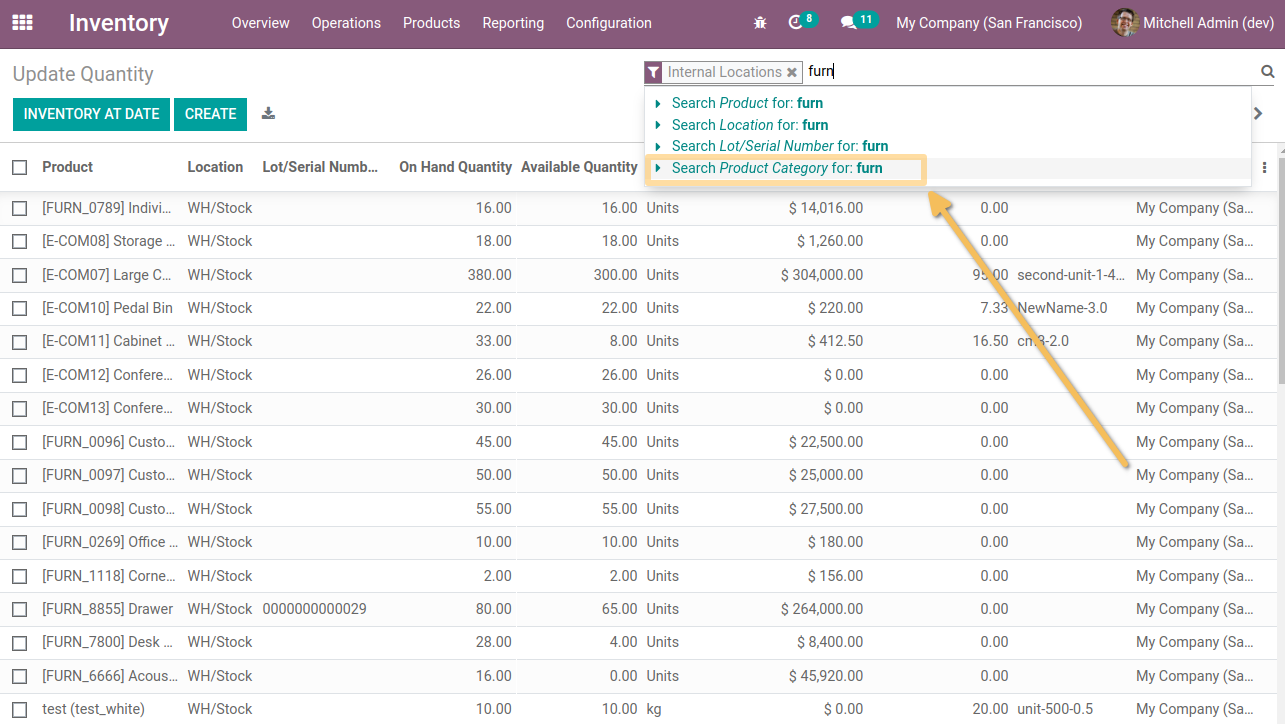 Inventory Overview Operations Products Reporting Configuration 8 11 My Company (San Francisco) Mitchell Admin (dev)
Update Quantity
Internal Locations furn
INVENTORY AT DATE CREATE
Search Product for: furn
Search Location for: furn
Search Lot/Serial Number for: furn
Search Product Category for: furn
Product Location Lot/Serial Numb... On Hand Quantity Available Quantity
[FURN_0789] Indivi... WH/Stock 16.00 16.00 Units $ 14,016.00 0.00 My Company (Sa...
[E-COM08] Storage ... WH/Stock 18.00 18.00 Units $ 1,260.00 0.00 My Company (Sa...
[E-COM07] Large C... WH/Stock 380.00 300.00 Units $ 304,000.00 95.00 second-unit-1-4... My Company (Sa...
[E-COM10] Pedal Bin WH/Stock 22.00 22.00 Units $ 220.00 7.33 NewName-3.0 My Company (Sa...
[E-COM11] Cabinet ... WH/Stock 33.00 8.00 Units $ 412.50 16.50 cm3-2.0 My Company (Sa...
[E-COM12] Confere... WH/Stock 26.00 26.00 Units $ 0.00 0.00 My Company (Sa...
[E-COM13] Confere... WH/Stock 30.00 30.00 Units $ 0.00 0.00 My Company (Sa...
[FURN_0096] Custo... WH/Stock 45.00 45.00 Units $ 22,500.00 0.00 My Company (Sa...
[FURN_0097] Custo... WH/Stock 50.00 50.00 Units $ 25,000.00 0.00 My Company (Sa...
[FURN_0098] Custo... WH/Stock 55.00 55.00 Units $ 27,500.00 0.00 My Company (Sa...
[FURN_0269] Office ... WH/Stock 10.00 10.00 Units $ 180.00 0.00 My Company (Sa...
[FURN_1118] Corne... WH/Stock 2.00 2.00 Units $ 156.00 0.00 My Company (Sa...
[FURN_8855] Drawer WH/Stock 0000000000029 80.00 65.00 Units $ 264,000.00 0.00 My Company (Sa...
[FURN_7800] Desk ... WH/Stock 28.00 4.00 Units $ 8,400.00 0.00 My Company (Sa...
[FURN_6666] Acous... WH/Stock 16.00 0.00 Units $ 45,920.00 0.00 My Company (Sa...
test (test_white) WH/Stock 10.00 10.00 kg $ 0.00 20.00 unit-500-0.5 My Company (Sa...